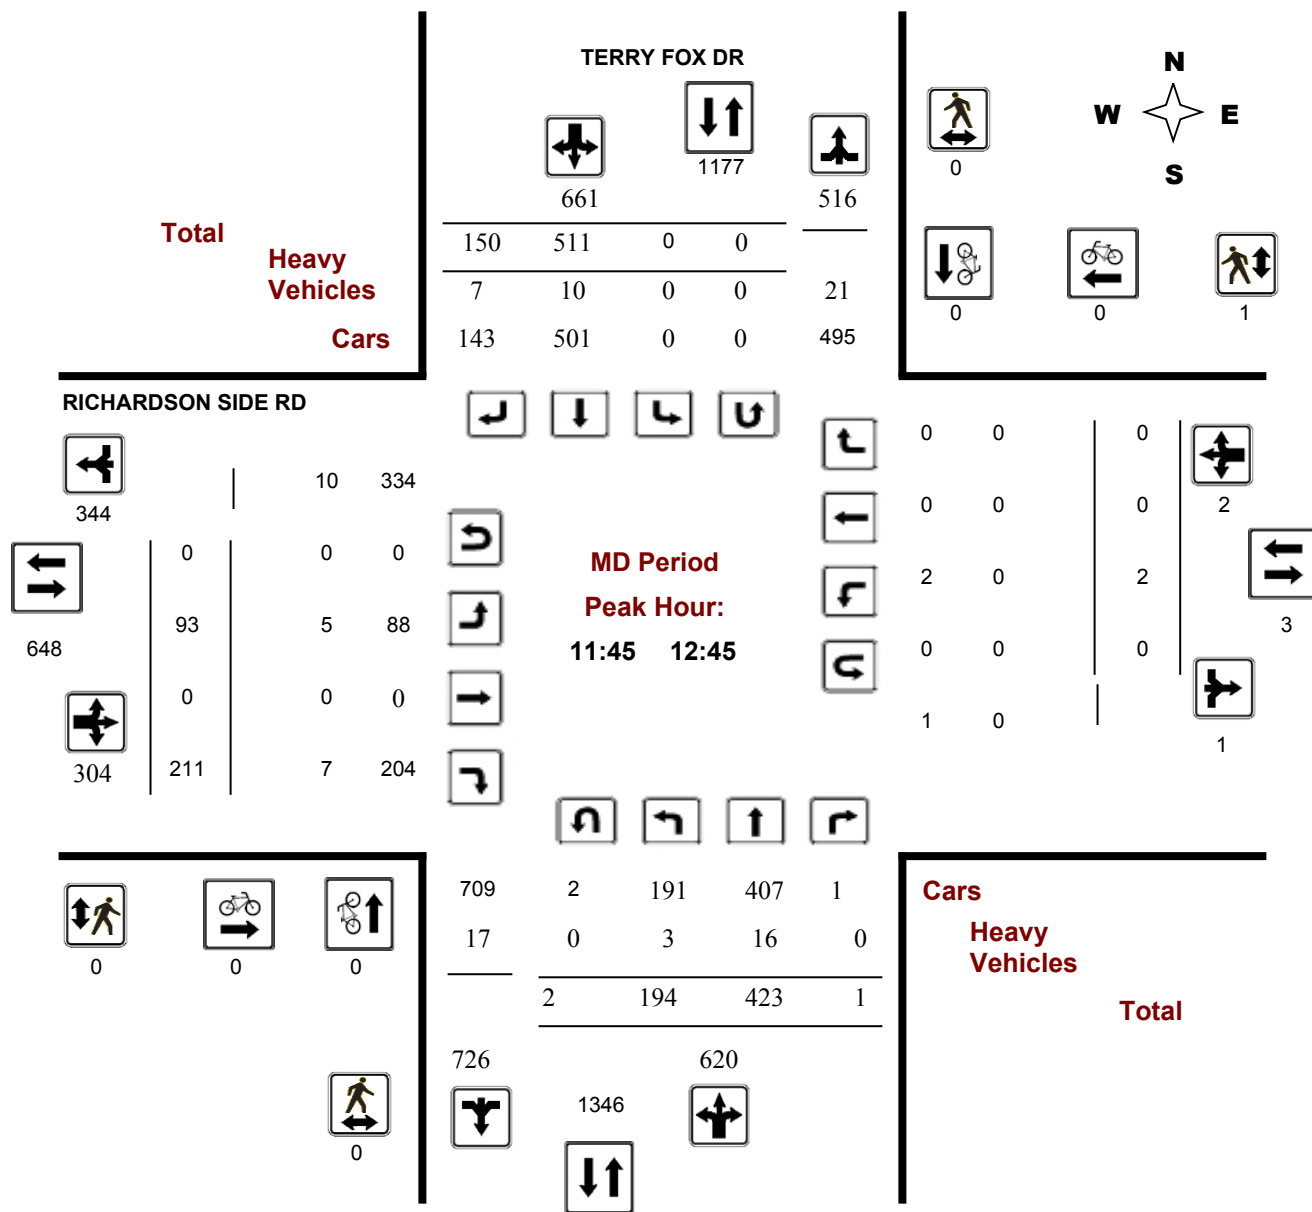 TERRY FOX DR
N
W E
S
1177
0
661
516
Total
150 511 0 0
Heavy
Vehicles
7 10 0 0 21
0 0 1
Cars
143 501 0 0 495
RICHARDSON SIDE RD
0 0 0
10 334
2
344
0 0 0
0 0 0
MD Period
2 0 2
Peak Hour:
93 5 88
3
648
11:45 12:45
0 0 0
0 0 0
1 0
1
304
211 7 204
709 2 191 407 1
Cars
17 0 3 16 0
Heavy
Vehicles
0 0 0
2 194 423 1
Total
726 620
1346
0